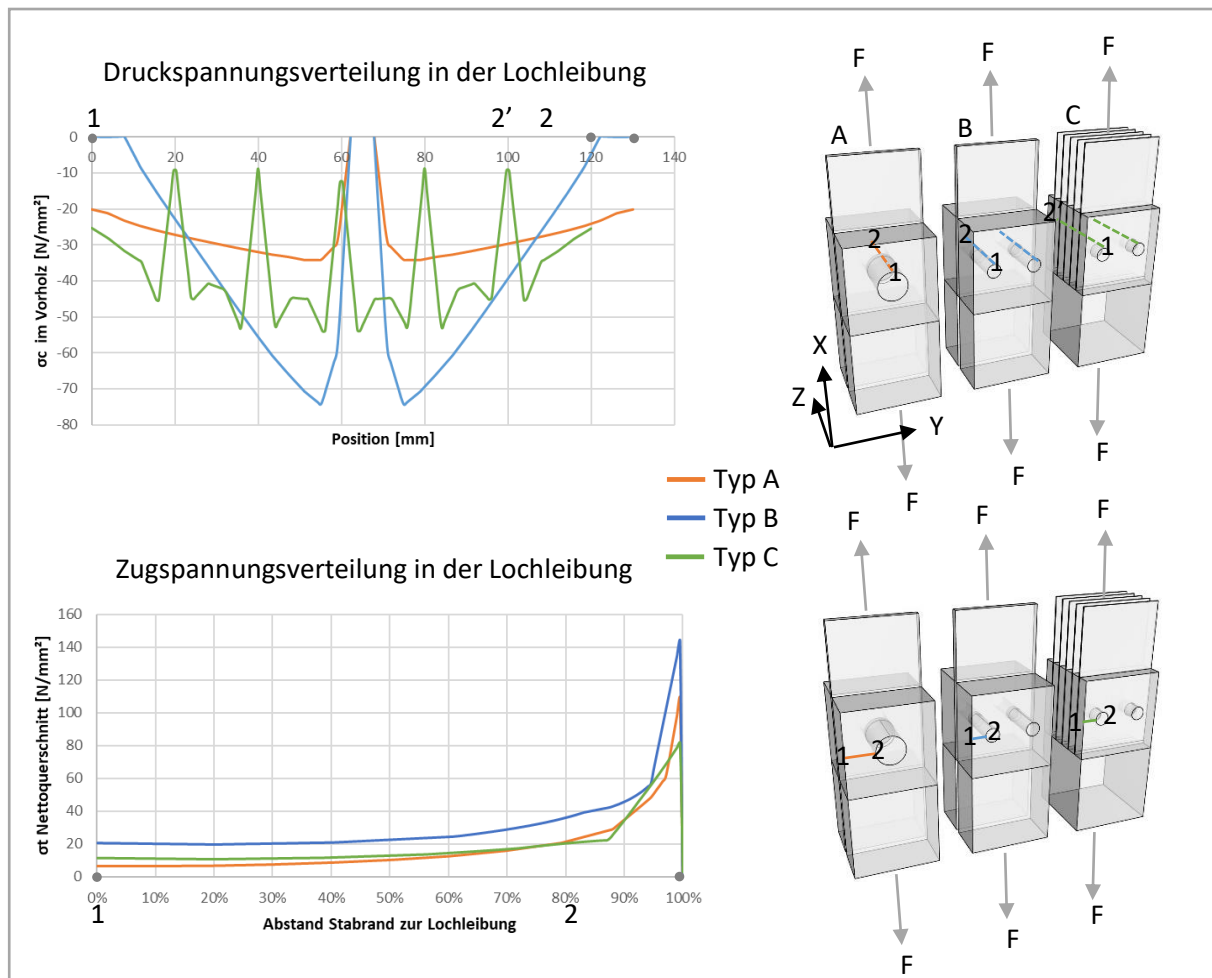 Druckspannungsverteilung in der Lochleibung
1
2’ 2
0
0 20 40 60 80 100 120 140
-10
-20
-30
-40
-50
-60
-70
-80
σc im Vorholz [N/mm²]
Position [mm]
F F F
A B C
2 1
2 1
2’ 1
X
Z
Y
F F F
Typ A
Typ B
Typ C
Zugspannungsverteilung in der Lochleibung
160
140
120
100
80
60
40
20
0
σt Nettoquerschnitt [N/mm²]
0% 10% 20% 30% 40% 50% 60% 70% 80% 90% 100%
1 2
Abstand Stabrand zur Lochleibung
F F F
1 2
1 2
1 2
F F F